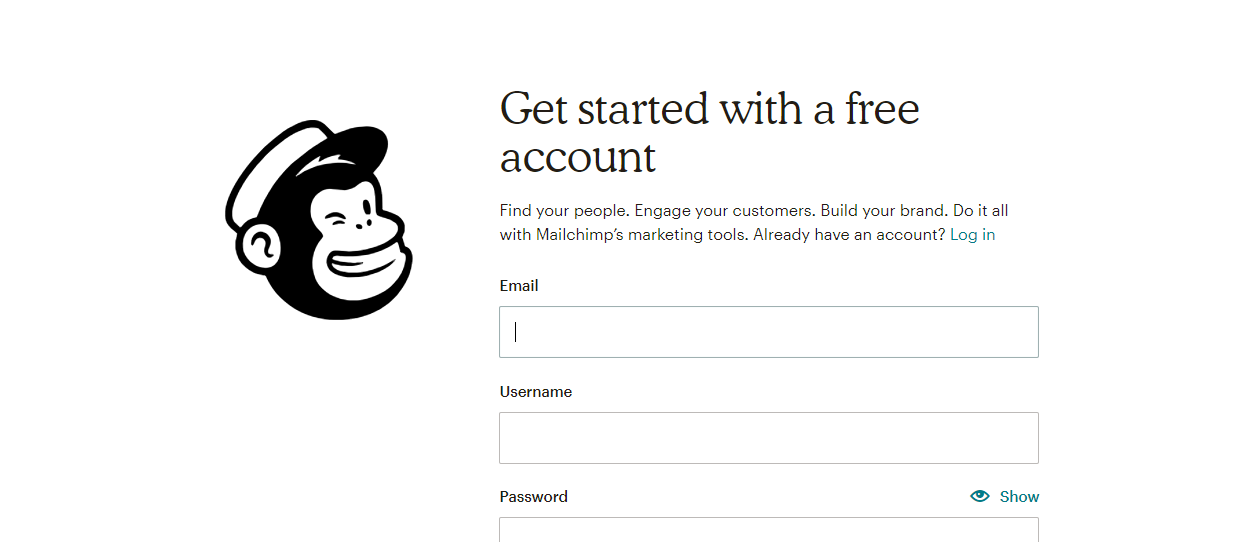 Get started with a free
account
Find your people. Engage your customers. Build your brand. Do it all
with Mailchimp’s marketing tools. Already have an account? Log in
Email
Username
Password
Show